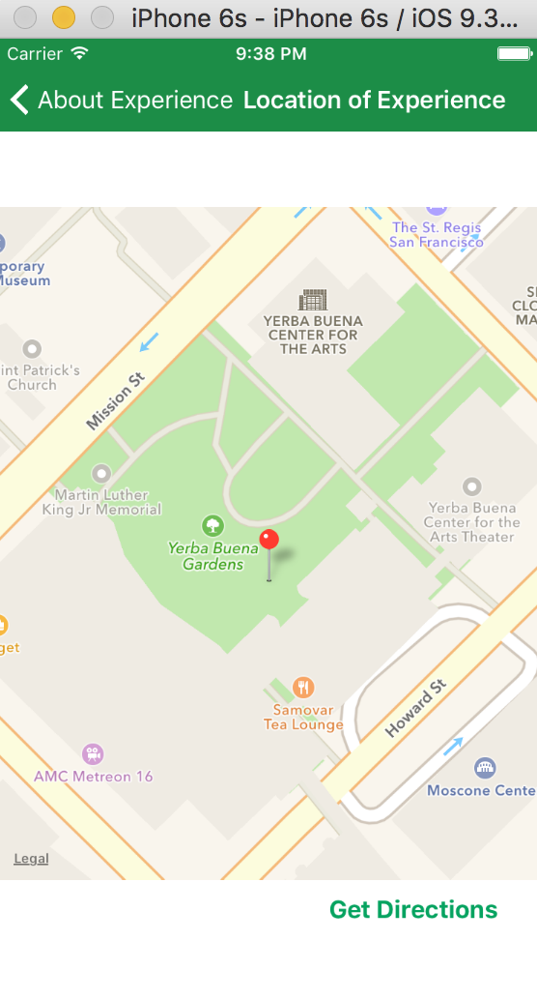 iPhone 6s - iPhone 6s / iOS 9.3...
Carrier 9:38 PM
About Experience Location of Experience
The St. Regis
San Francisco
porary
Museum
YERBA BUENA
CENTER FOR
THE ARTS
S
CLO
MA
int Patrick's
Church
Mission St
Martin Luther
King Jr Memorial
Yerba Buena
Center for the
Arts Theater
Yerba Buena
Gardens
get
Samovar
Tea Lounge
Howard St
AMC Metreon 16
Moscone Cente
Legal
Get Directions